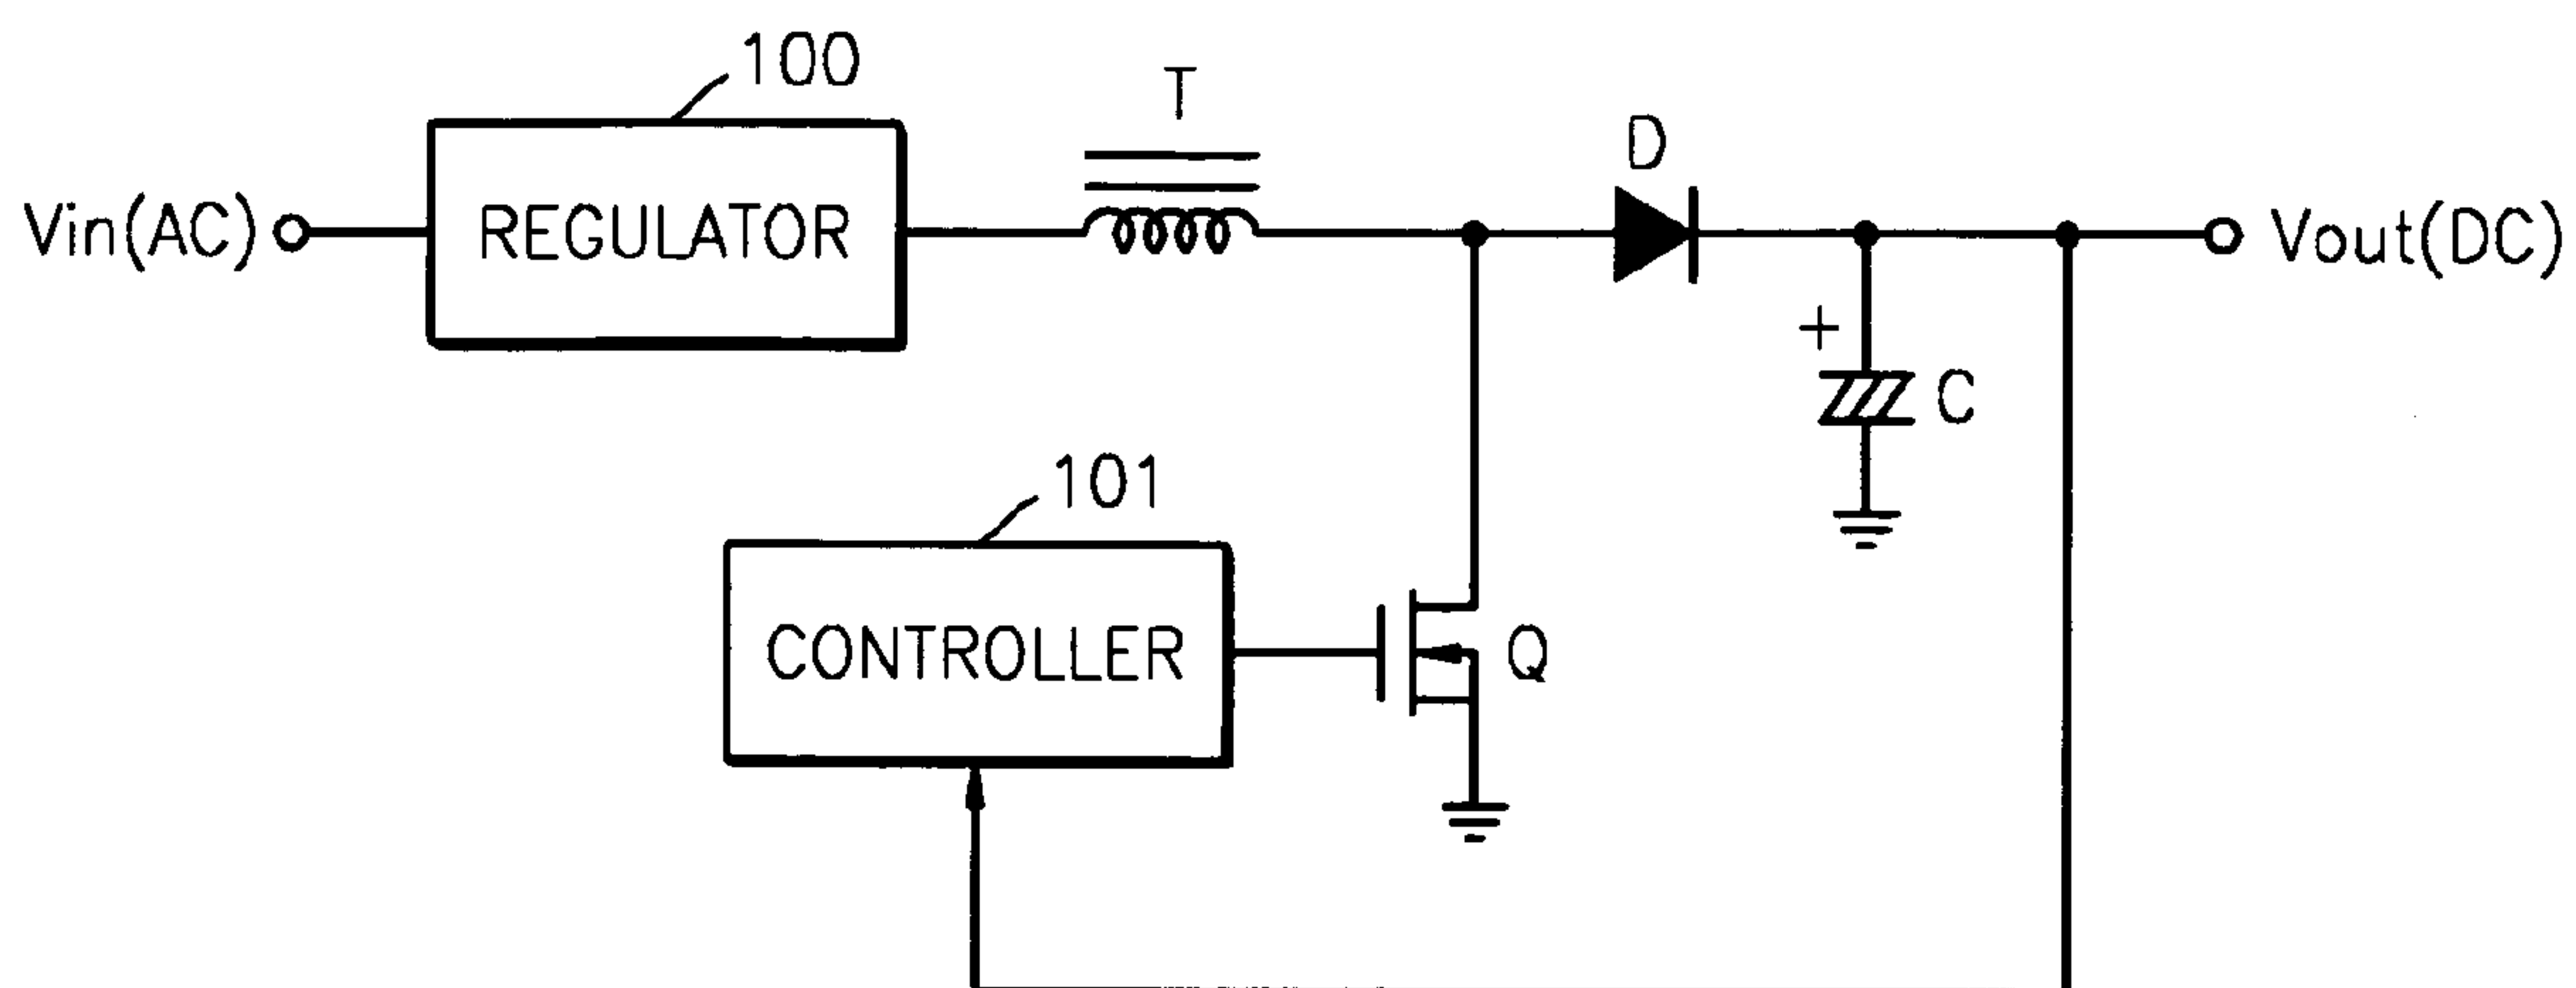 100
T
D
Vin(AC)
REGULATOR
Vout(DC)
+
C
101
CONTROLLER
Q